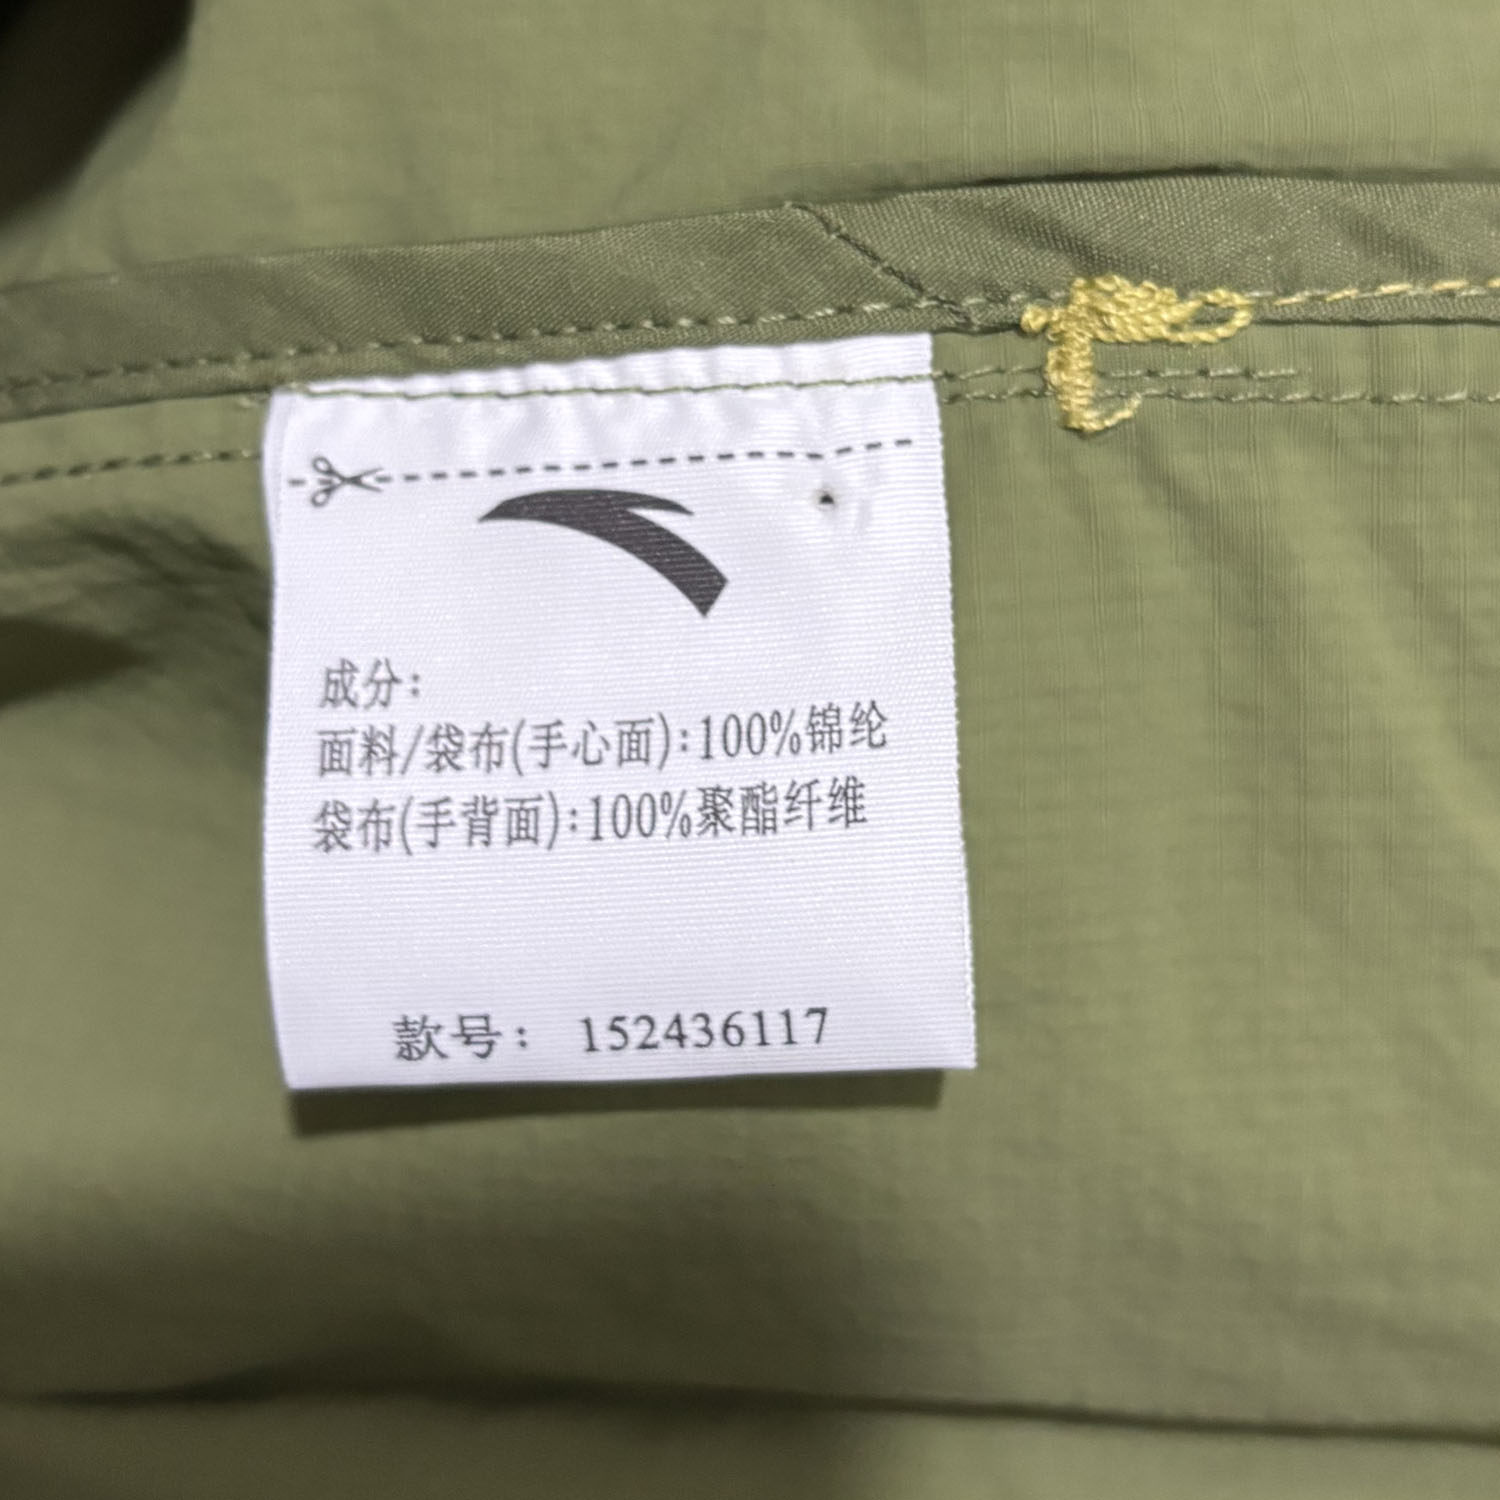 成分:
面料/袋布(手心面):100%锦纶
袋布(手背面):100%聚酯纤维
款号: 152436117